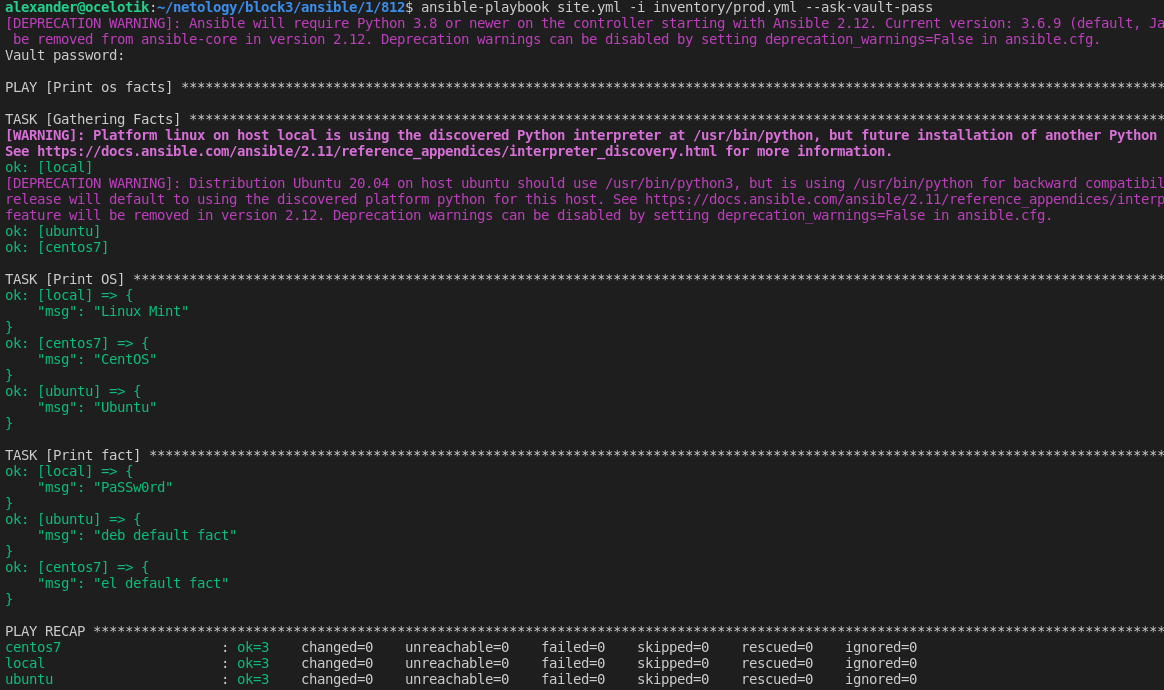 alexander@ocelotik:~/netology/block3/ansible/1/812$ ansible-playbook site.yml -i inventory/prod.yml --ask-vault-pass
[DEPRECATION WARNING]: Ansible will require Python 3.8 or newer on the controller starting with Ansible 2.12. Current version: 3.6.9 (default, Ja
 be removed from ansible-core in version 2.12. Deprecation warnings can be disabled by setting deprecation_warnings=False in ansible.cfg.
Vault password:
PLAY [Print os facts] **************************************************************************************************************************
TASK [Gathering Facts] *************************************************************************************************************************
[WARNING]: Platform linux on host local is using the discovered Python interpreter at /usr/bin/python, but future installation of another Python
See https://docs.ansible.com/ansible/2.11/reference_appendices/interpreter_discovery.html for more information.
ok: [local]
[DEPRECATION WARNING]: Distribution Ubuntu 20.04 on host ubuntu should use /usr/bin/python3, but is using /usr/bin/python for backward compatibil
release will default to using the discovered platform python for this host. See https://docs.ansible.com/ansible/2.11/reference_appendices/interp
feature will be removed in version 2.12. Deprecation warnings can be disabled by setting deprecation_warnings=False in ansible.cfg.
ok: [ubuntu]
ok: [centos7]
TASK [Print OS] ********************************************************************************************************************************
ok: [local] => {
    "msg": "Linux Mint"
}
ok: [centos7] => {
    "msg": "CentOS"
}
ok: [ubuntu] => {
    "msg": "Ubuntu"
}
TASK [Print fact] ******************************************************************************************************************************
ok: [local] => {
    "msg": "PaSSw0rd"
}
ok: [ubuntu] => {
    "msg": "deb default fact"
}
ok: [centos7] => {
    "msg": "el default fact"
}
PLAY RECAP *************************************************************************************************************************************
centos7                    : ok=3    changed=0    unreachable=0    failed=0    skipped=0    rescued=0    ignored=0
local                      : ok=3    changed=0    unreachable=0    failed=0    skipped=0    rescued=0    ignored=0
ubuntu                     : ok=3    changed=0    unreachable=0    failed=0    skipped=0    rescued=0    ignored=0